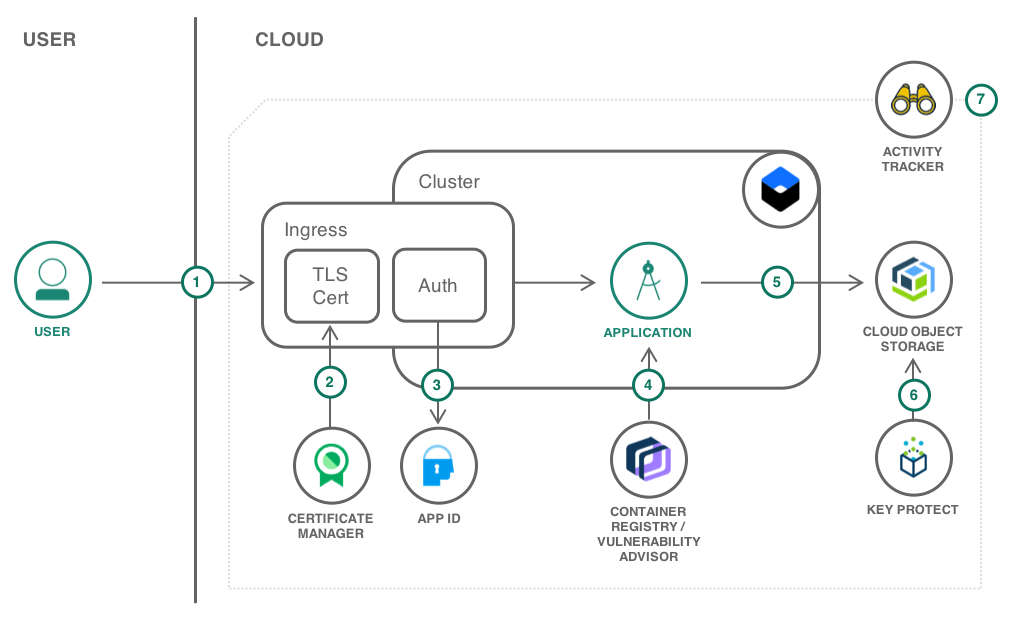 USER
CLOUD
7
ACTIVITY
TRACKER
Cluster
Ingress
TLS
Cert
Auth
1
5
USER
APPLICATION
CLOUD OBJECT
STORAGE
2
3
4
6
CERTIFICATE
MANAGER
APP ID
CONTAINER
REGISTRY /
VULNERABILITY
ADVISOR
KEY PROTECT